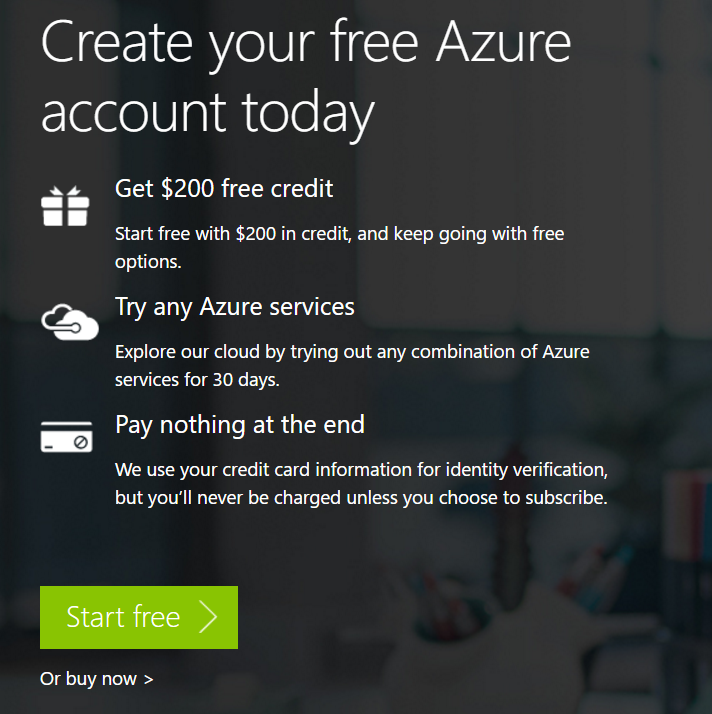 Create your free Azure
account today
Get $200 free credit
Start free with $200 in credit, and keep going with free
options.
Try any Azure services
Explore our cloud by trying out any combination of Azure
services for 30 days.
Pay nothing at the end
We use your credit card information for identity verification,
but you’ll never be charged unless you choose to subscribe.
Start free
Or buy now >